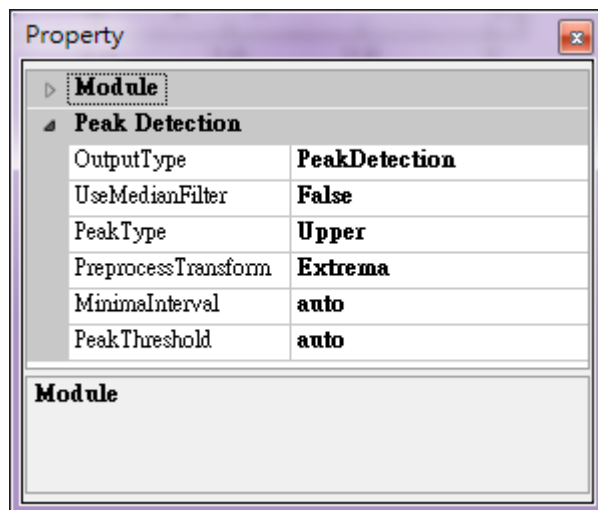 Property
Module
Peak Detection
OutputType PeakDetection
UseMedianFilter False
PeakType Upper
PreprocessTransform Extrema
MinimaInterval auto
PeakThreshold auto
Module